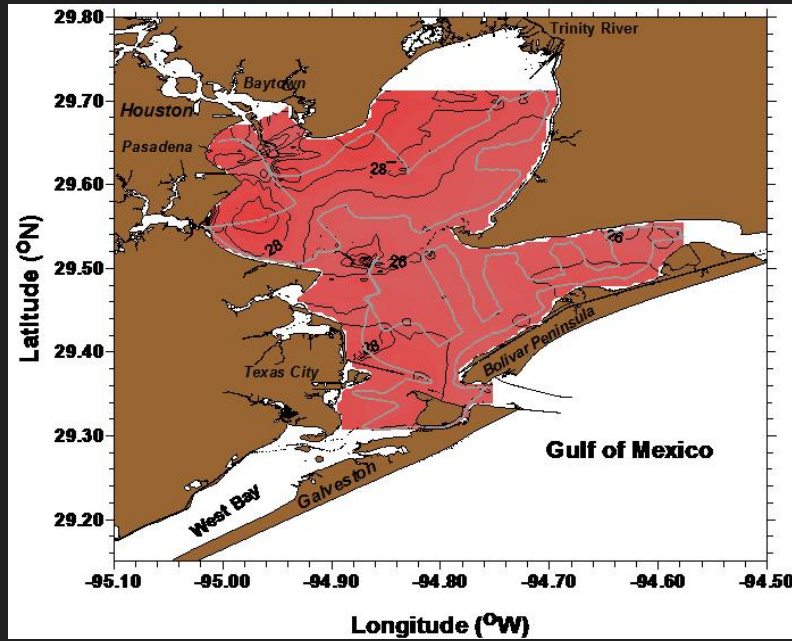 29.80
Trinity River
Baytown
29.70
Houston
Pasadena
29.60
28
28
26
29.50
28
Latitude (°N)
29.40
28
Bolivar Peninsula
Texas City
29.30
Gulf of Mexico
Galveston
West Bay
29.20
-95.10 -95.00 -94.90 -94.80 -94.70 -94.60 -94.50
Longitude (°W)